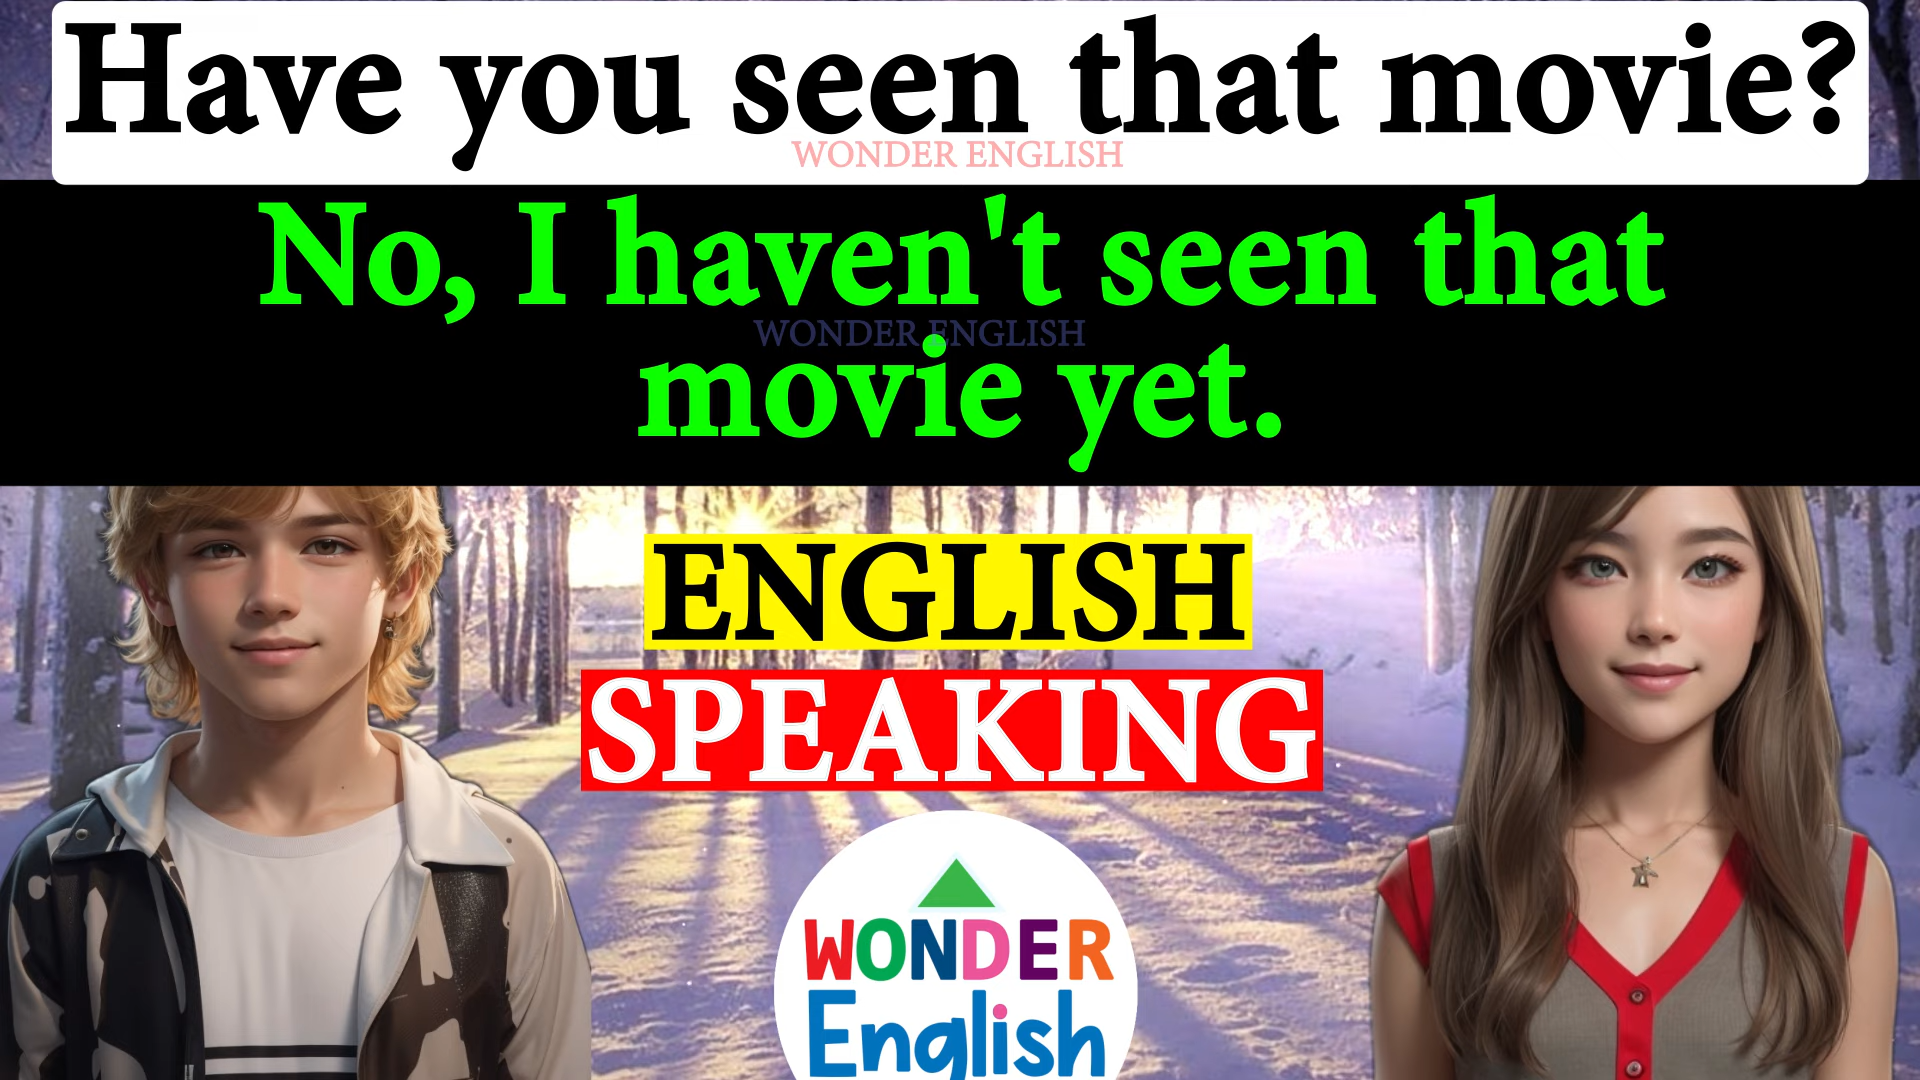 Have you seen that movie?
WONDER ENGLISH
No, I haven't seen that
WONDER ENGLISH
movie yet.
ENGLISH
SPEAKING
WONDER
English